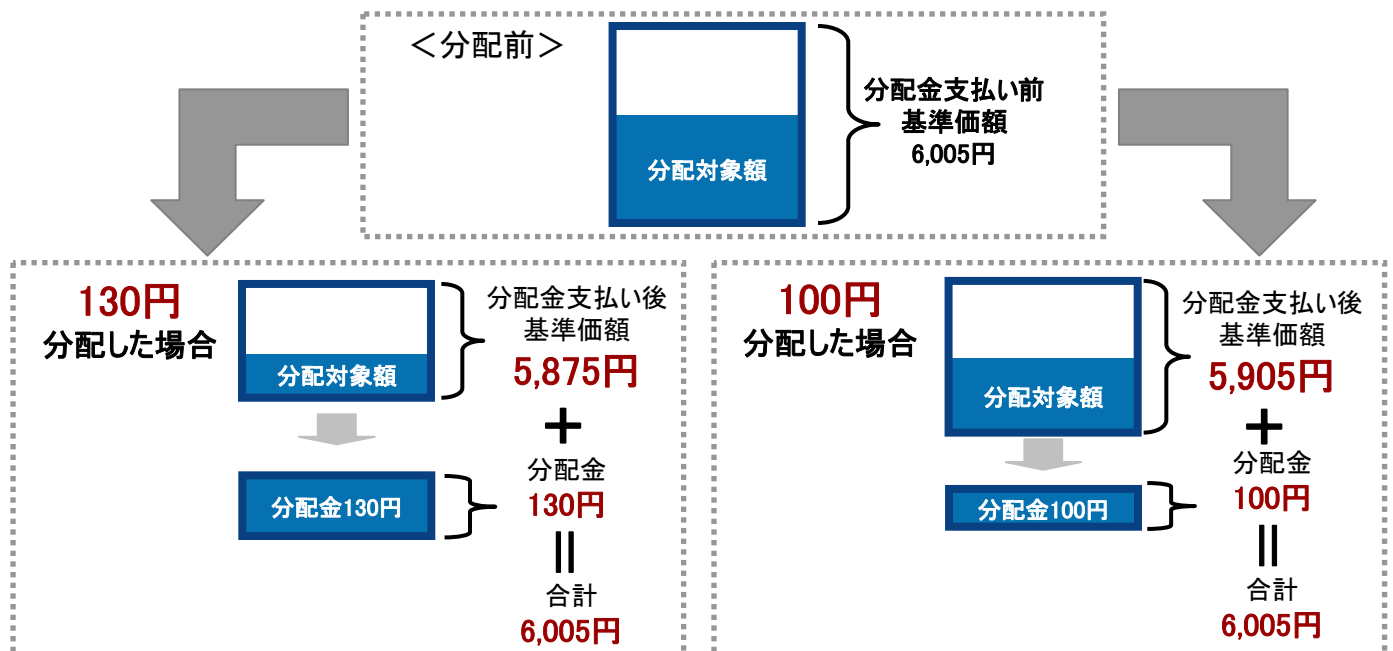 ＜分配前＞
分配対象額
分配金支払い前
基準価額
6,005円
130円
分配した場合
分配対象額
分配金支払い後
基準価額
5,875円
＋
分配金130円
分配金
130円
＝
合計
6,005円
100円
分配した場合
分配対象額
分配金支払い後
基準価額
5,905円
＋
分配金100円
分配金
100円
＝
合計
6,005円